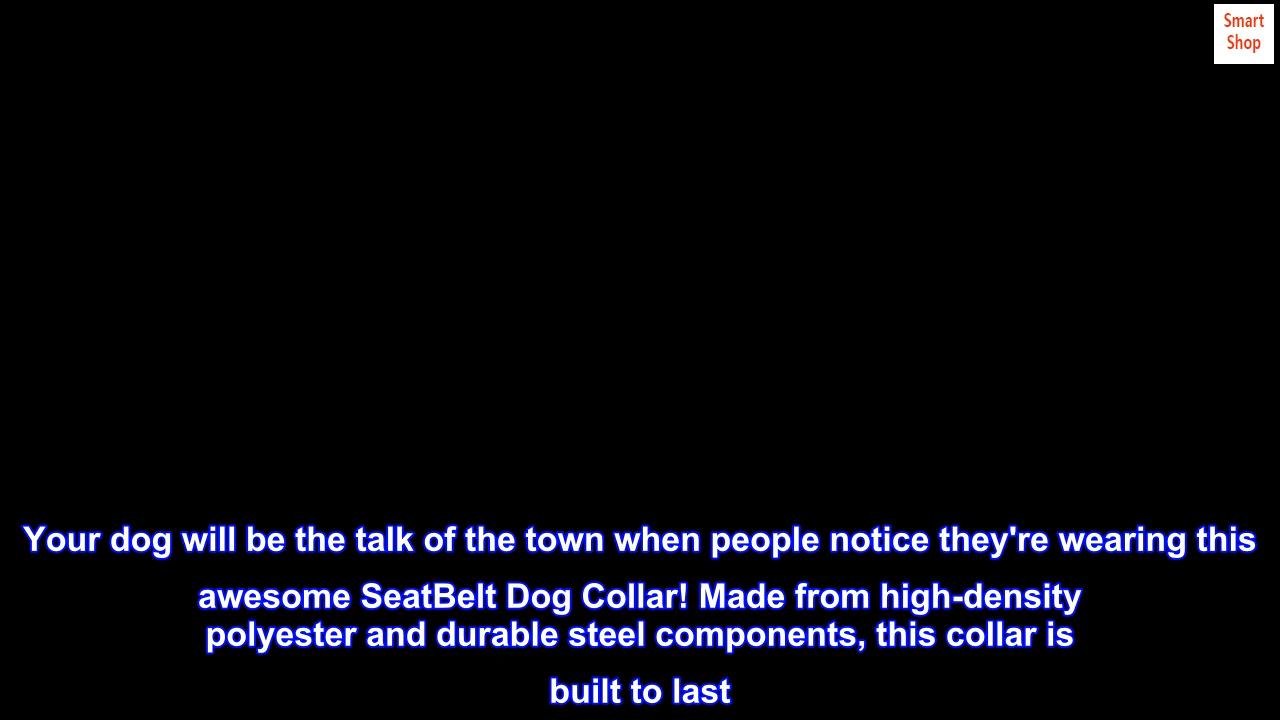 Smart
Shop
Your dog will be the talk of the town when people notice they're wearing this
awesome SeatBelt Dog Collar! Made from high-density
polyester and durable steel components, this collar is
built to last